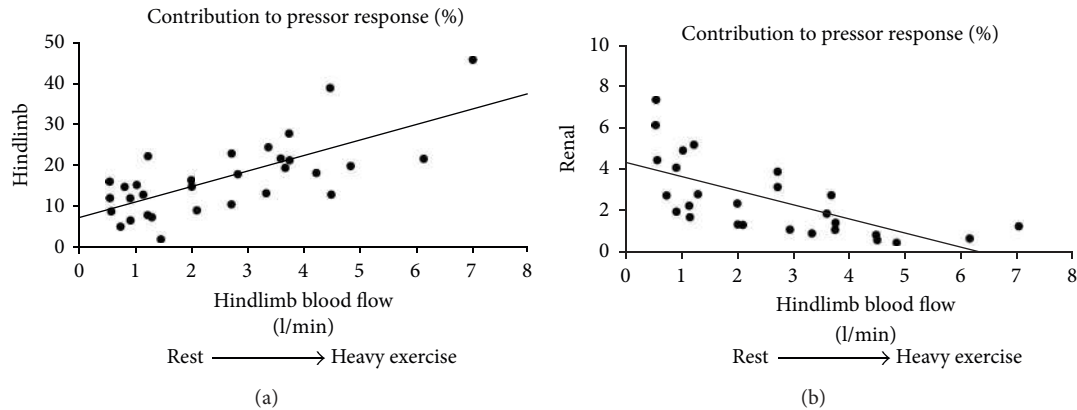 Contribution to pressor response (%)
50
40
30
20
10
0
Hindlimb
0 1 2 3 4 5 6 7 8
Hindlimb blood flow
(l/min)
Rest Heavy exercise
(a)
Contribution to pressor response (%)
10
8
6
4
2
0
Renal
0 1 2 3 4 5 6 7 8
Hindlimb blood flow
(l/min)
Rest Heavy exercise
(b)